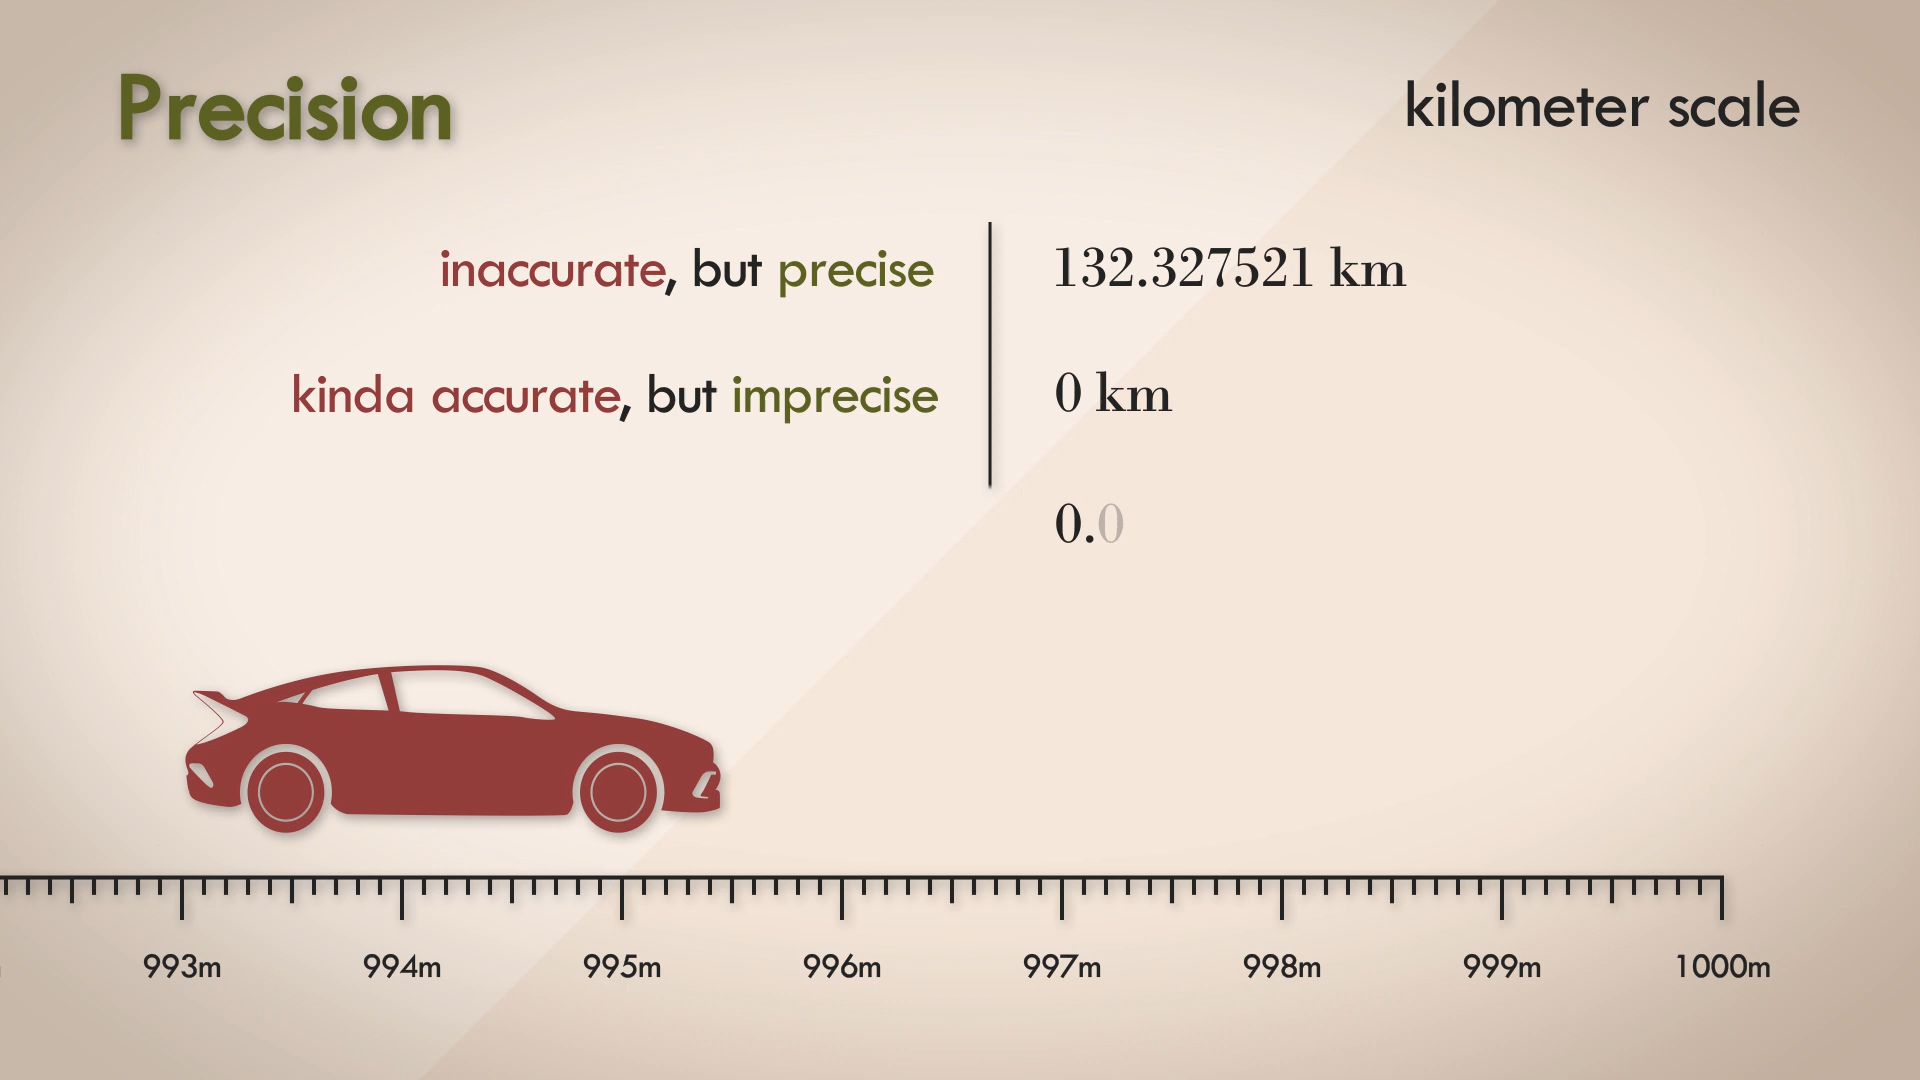 Precision
kilometer scale
inaccurate, but precise
132.327521 km
kinda accurate, but imprecise
0 km
0.0
993m
994m
995m
996m
997m
998m
999m
1000m